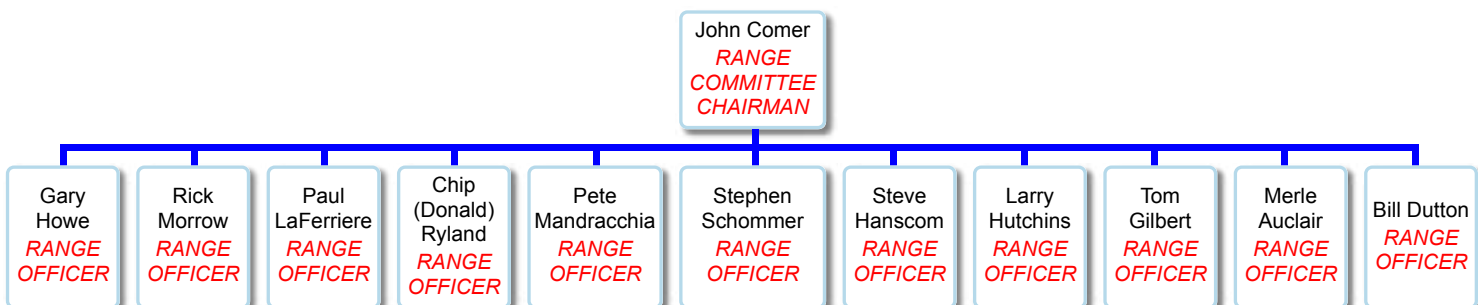 John Comer
RANGE
COMMITTEE
CHAIRMAN
Gary
Howe
RANGE
OFFICER
Rick
Morrow
RANGE
OFFICER
Paul
LaFerriere
RANGE
OFFICER
Chip
(Donald)
Ryland
RANGE
OFFICER
Pete
Mandracchia
RANGE
OFFICER
Stephen
Schommer
RANGE
OFFICER
Steve
Hanscom
RANGE
OFFICER
Larry
Hutchins
RANGE
OFFICER
Tom
Gilbert
RANGE
OFFICER
Merle
Auclair
RANGE
OFFICER
Bill Dutton
RANGE
OFFICER